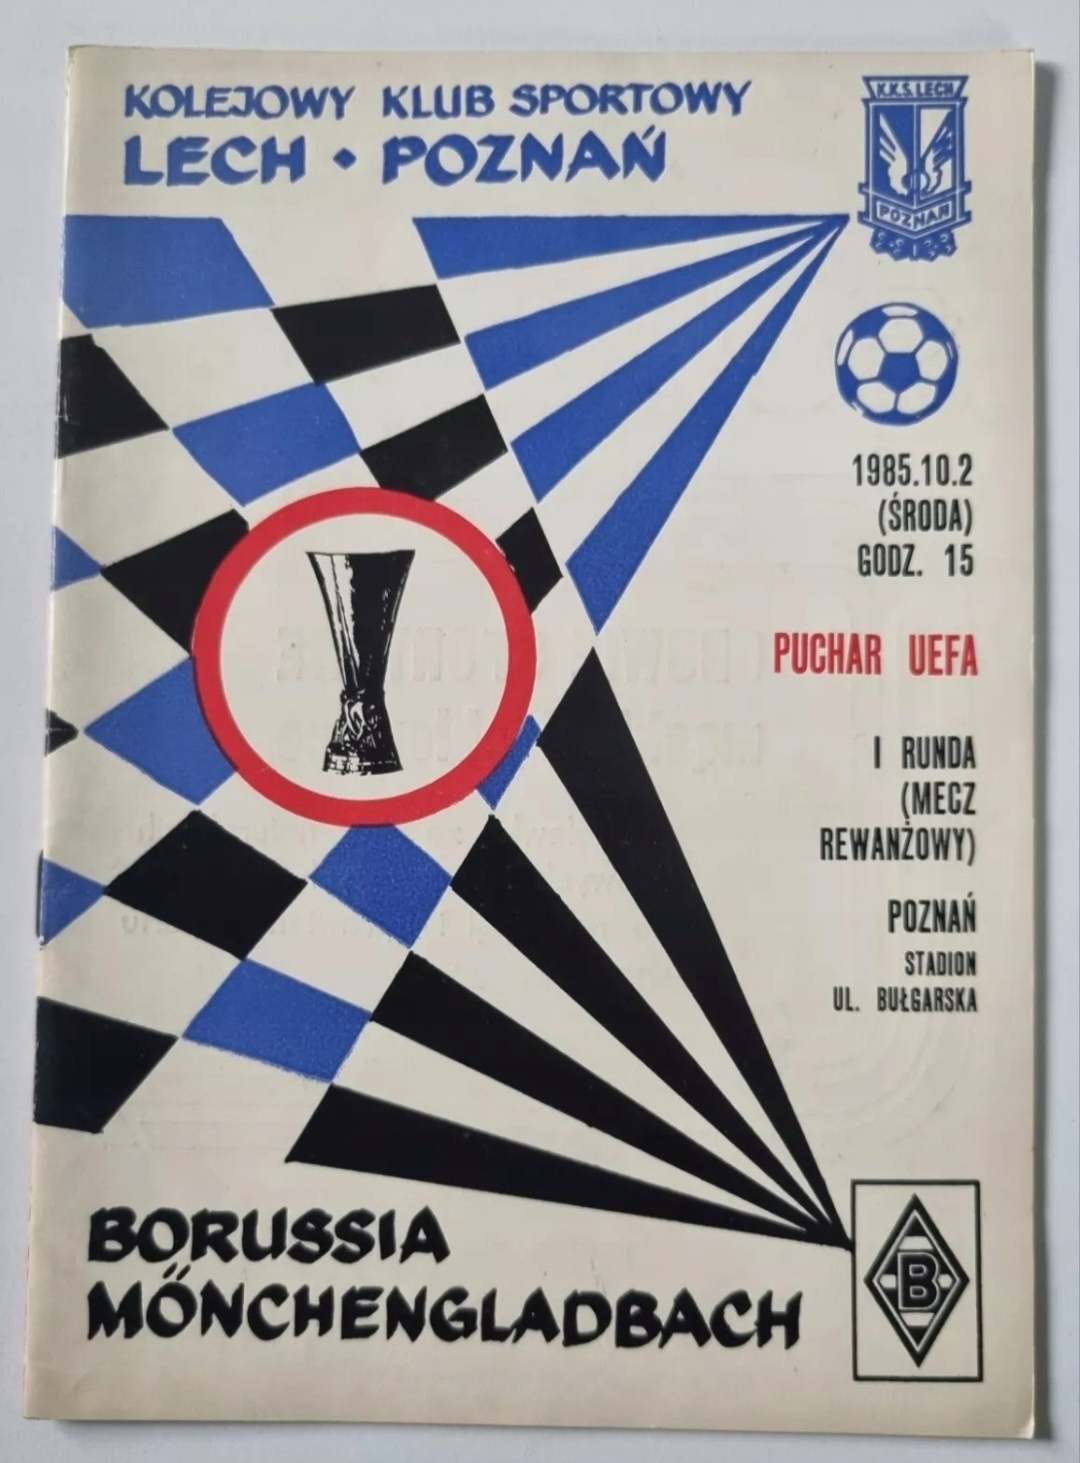 KOLEJOWY KLUB SPORTOWY
LECH • POZNAŃ
K.K.S. LECH
POZNAŃ
1985.10.2
(ŚRODA)
GODZ. 15
PUCHAR UEFA
I RUNDA
(MECZ
REWANŻOWY)
POZNAŃ
STADION
UL. BUŁGARSKA
BORUSSIA
MÖNCHENGLADBACH
B